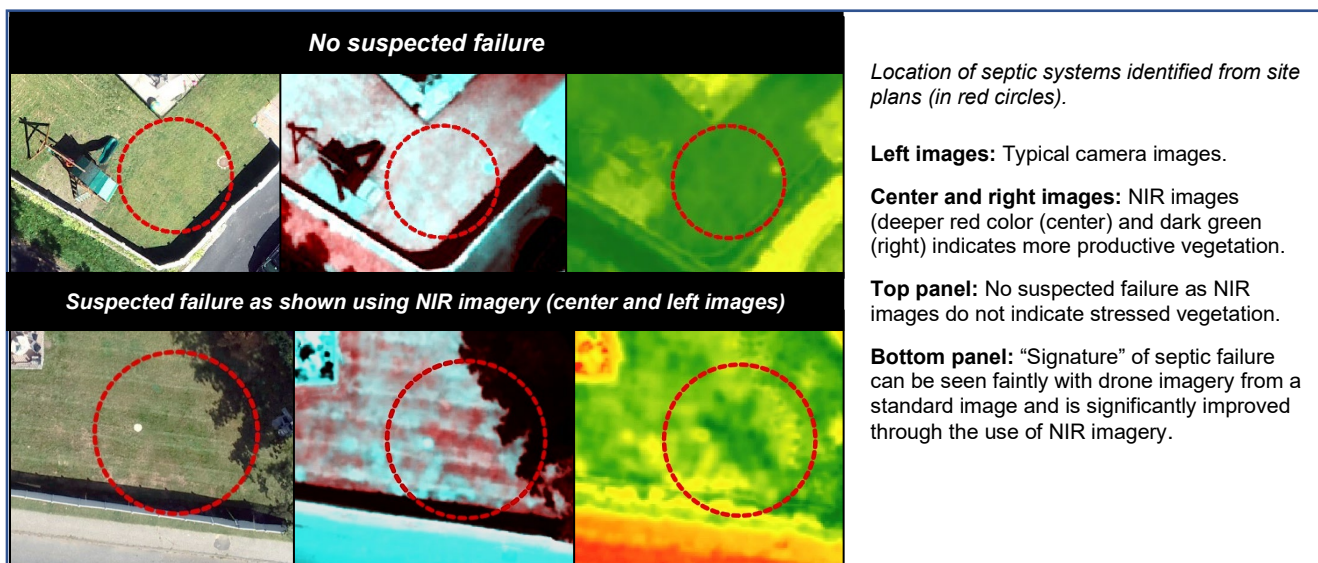 No suspected failure
Suspected failure as shown using NIR imagery (center and left images)
Location of septic systems identified from site
plans (in red circles).
Left images: Typical camera images.
Center and right images: NIR images
(deeper red color (center) and dark green
(right) indicates more productive vegetation.
Top panel: No suspected failure as NIR
images do not indicate stressed vegetation.
Bottom panel: “Signature” of septic failure
can be seen faintly with drone imagery from a
standard image and is significantly improved
through the use of NIR imagery.